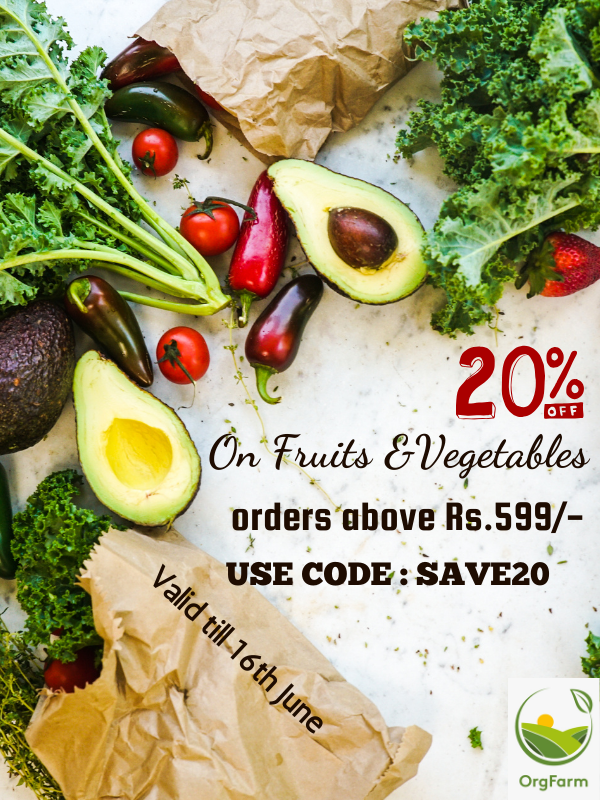 20%
OFF
On Fruits &Vegetables
orders above Rs.599/-
USE CODE : SAVE20
Valid till 16th June
OrgFarm